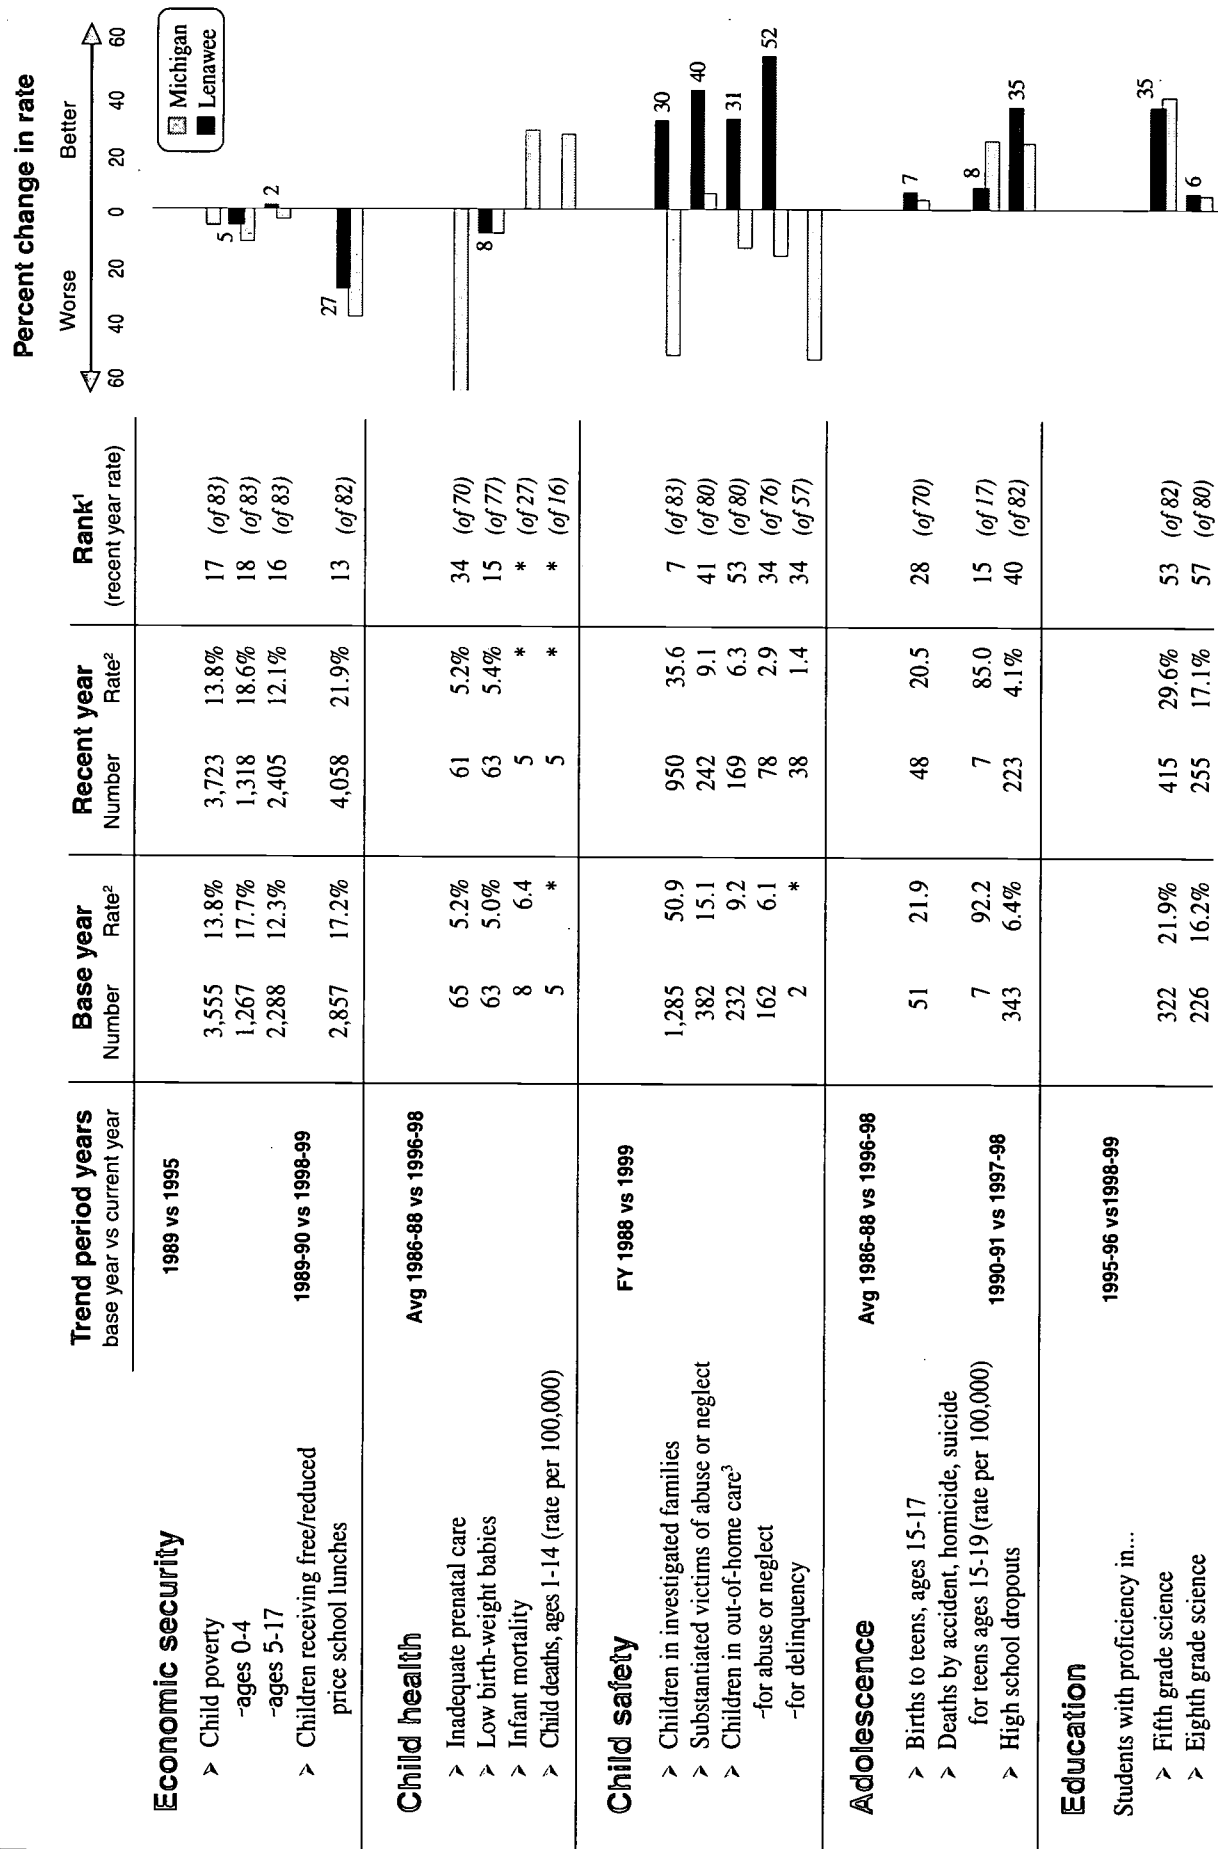 Percent change in rate
Trend period years Base year Recent year Rank¹ Worse Better
base year vs current year Number Rate² Number Rate² (recent year rate) 60 40 20 0 20 40 60
Michigan
Lenawee
Economic security 1989 vs 1995
➤ Child poverty 3,555 13.8% 3,723 13.8% 17 (of 83)
-ages 0-4 1,267 17.7% 1,318 18.6% 18 (of 83) 5
-ages 5-17 2,288 12.3% 2,405 12.1% 16 (of 83) 2
➤ Children receiving free/reduced 1989-90 vs 1998-99
price school lunches 2,857 17.2% 4,058 21.9% 13 (of 82) 27
Child health Avg 1986-88 vs 1996-98
➤ Inadequate prenatal care 65 5.2% 61 5.2% 34 (of 70)
➤ Low birth-weight babies 63 5.0% 63 5.4% 15 (of 77) 8
➤ Infant mortality 8 6.4 5 * * (of 27)
➤ Child deaths, ages 1-14 (rate per 100,000) 5 * 5 * * (of 16)
Child safety FY 1988 vs 1999
➤ Children in investigated families 1,285 50.9 950 35.6 7 (of 83) 30
➤ Substantiated victims of abuse or neglect 382 15.1 242 9.1 41 (of 80) 40
➤ Children in out-of-home care³ 232 9.2 169 6.3 53 (of 80) 31
-for abuse or neglect 162 6.1 78 2.9 34 (of 76) 52
-for delinquency 2 * 38 1.4 34 (of 57)
Adolescence Avg 1986-88 vs 1996-98
➤ Births to teens, ages 15-17 51 21.9 48 20.5 28 (of 70) 7
➤ Deaths by accident, homicide, suicide
for teens ages 15-19 (rate per 100,000) 7 92.2 7 85.0 15 (of 17) 8
➤ High school dropouts 1990-91 vs 1997-98 343 6.4% 223 4.1% 40 (of 82) 35
Education
Students with proficiency in... 1995-96 vs1998-99
➤ Fifth grade science 322 21.9% 415 29.6% 53 (of 82) 35
➤ Eighth grade science 226 16.2% 255 17.1% 57 (of 80) 6